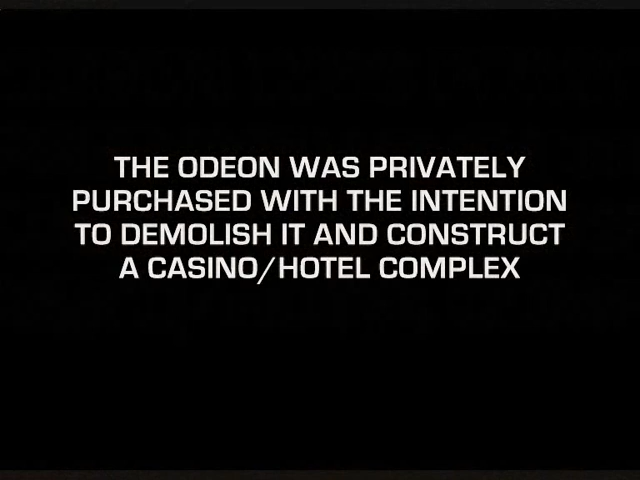 THE ODEON WAS PRIVATELY
PURCHASED WITH THE INTENTION
TO DEMOLISH IT AND CONSTRUCT
A CASINO/HOTEL COMPLEX